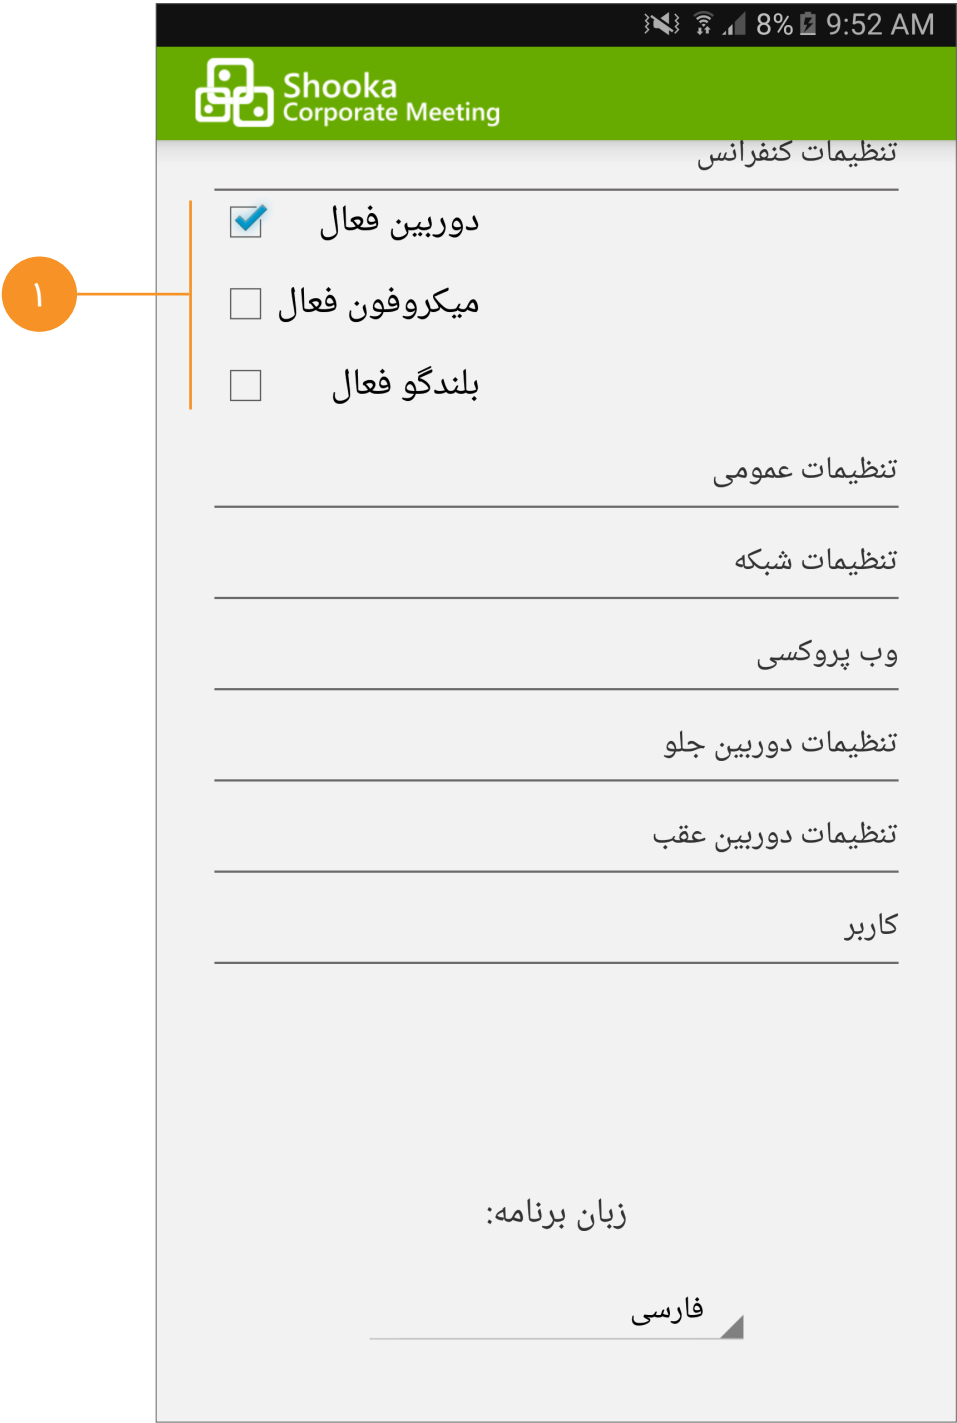 8% 9:52 AM
Shooka
Corporate Meeting
تنظیمات کنفرانس
دوربین فعال
میکروفون فعال
بلندگو فعال
۱
تنظیمات عمومی
تنظیمات شبکه
وب پروکسی
تنظیمات دوربین جلو
تنظیمات دوربین عقب
کاربر
زبان برنامه:
فارسی